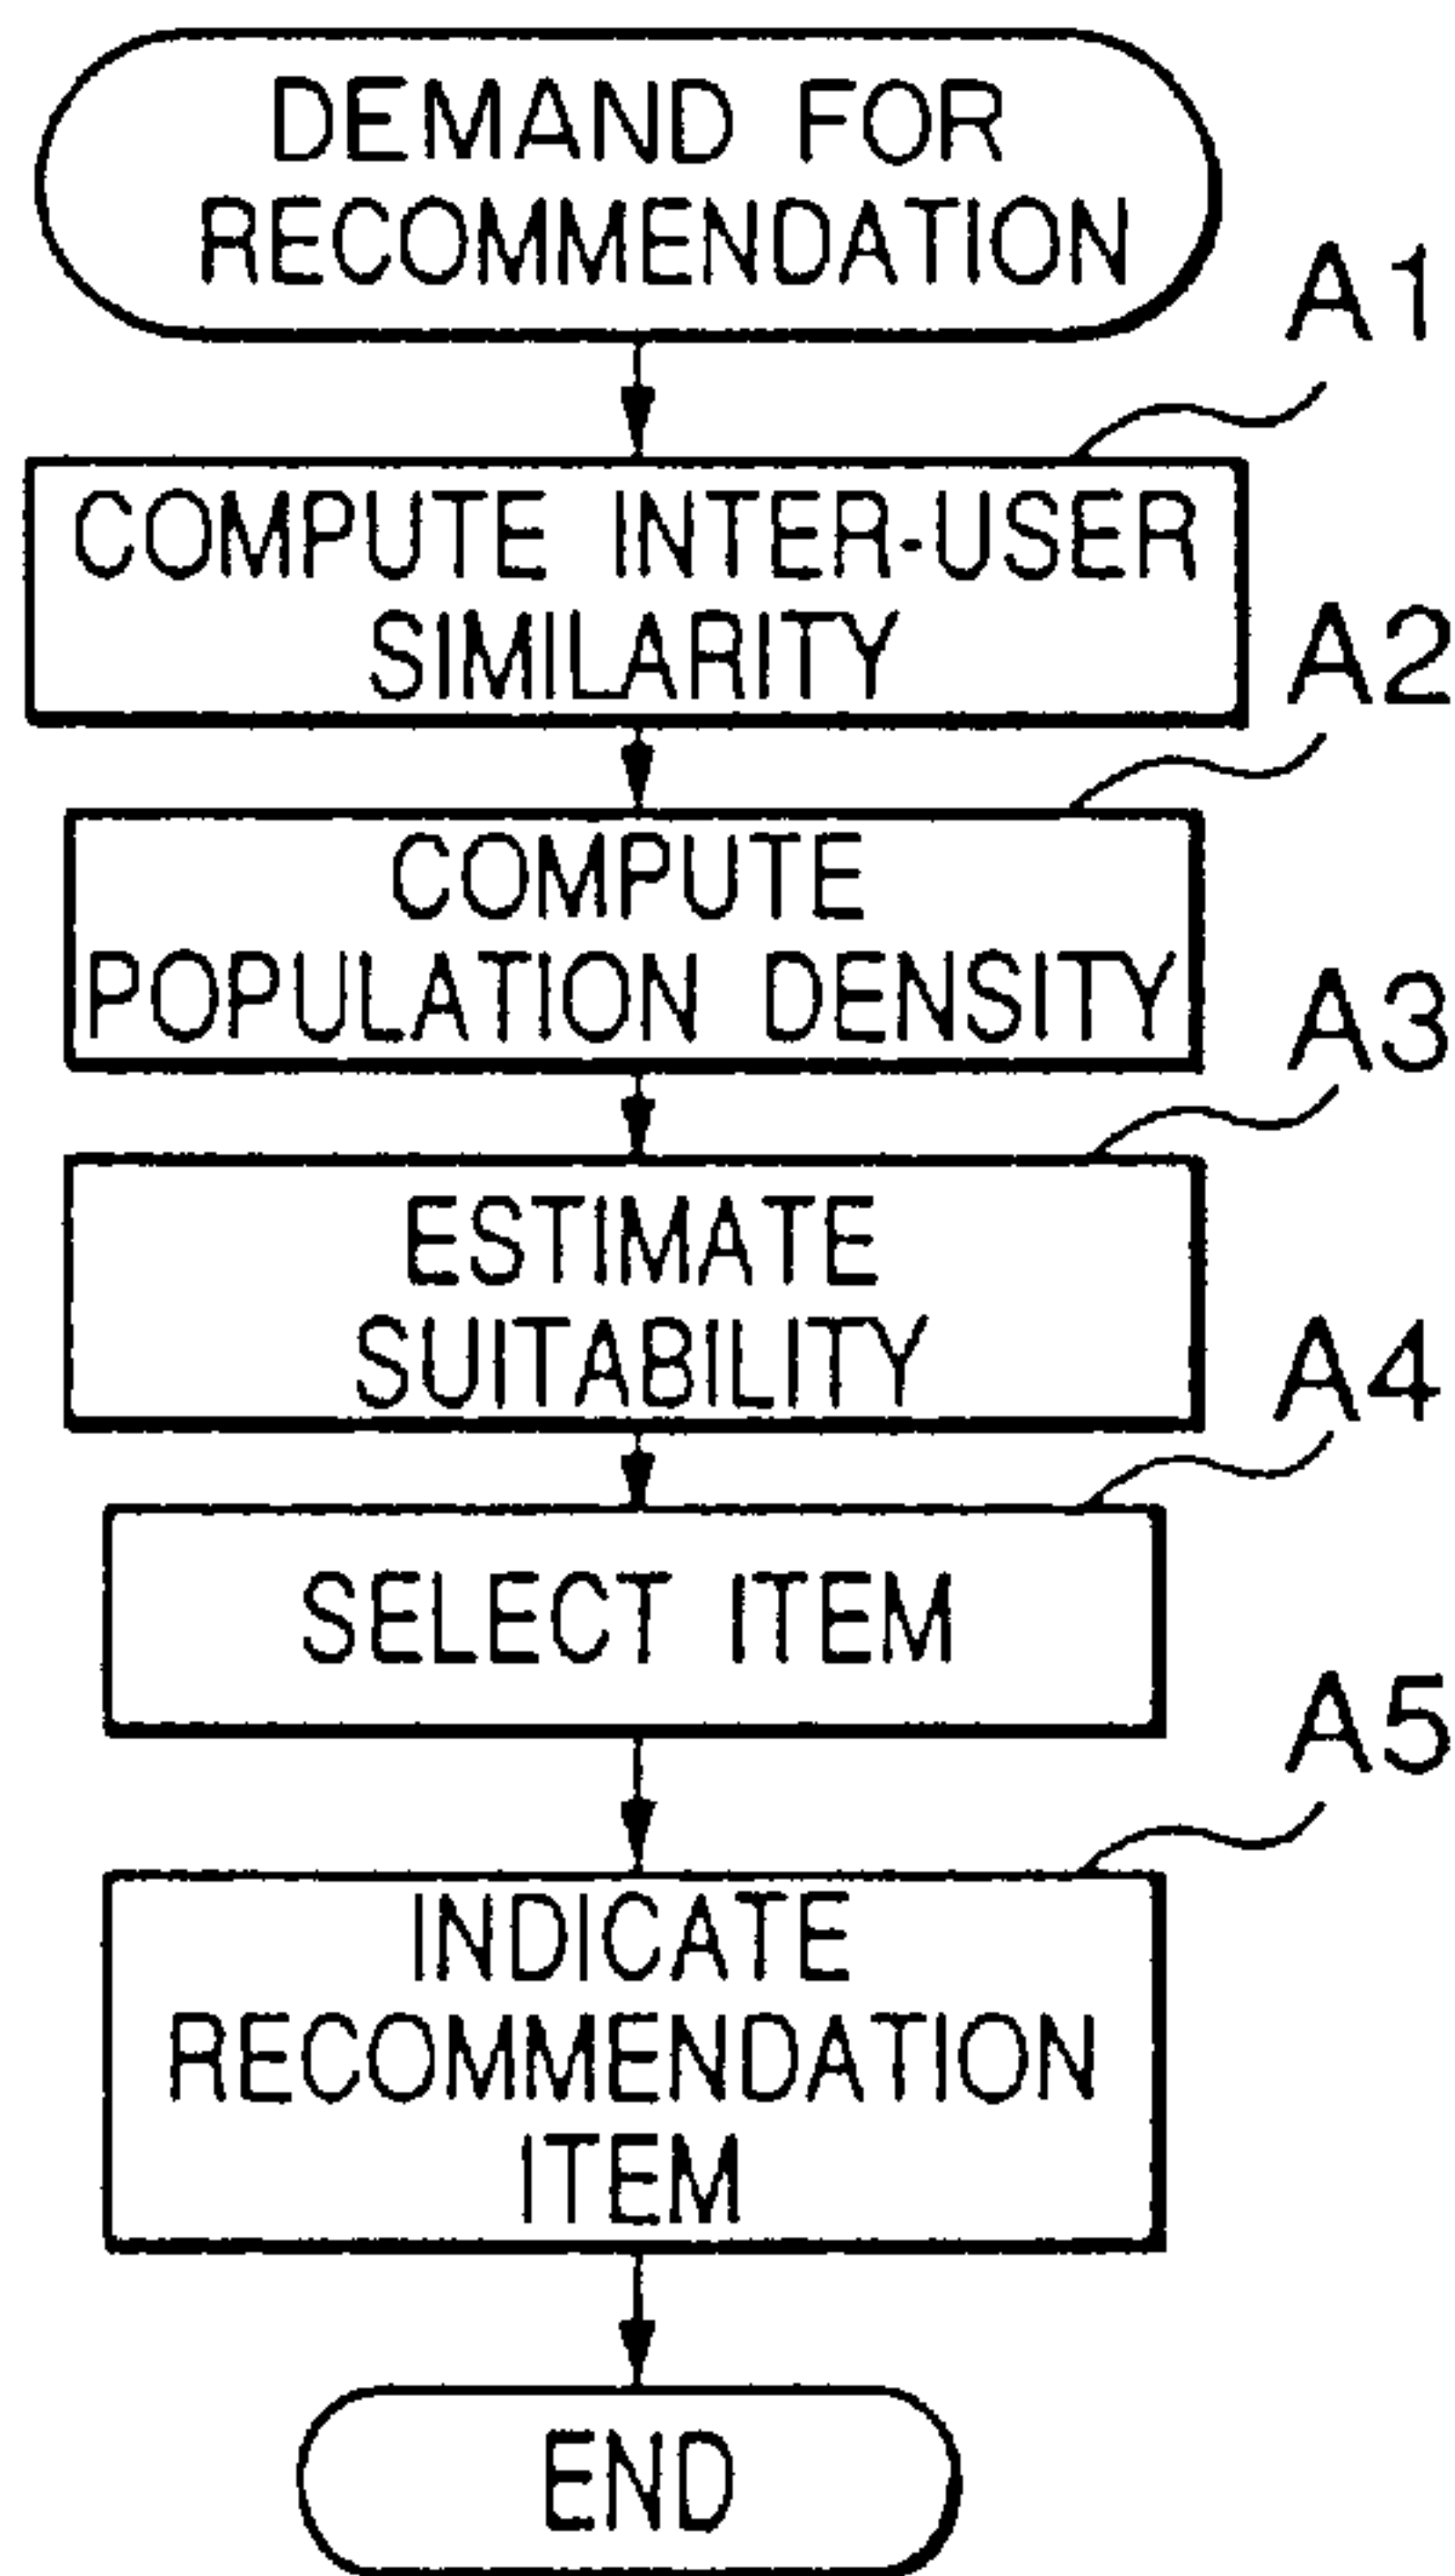 DEMAND FOR
RECOMMENDATION
A1
COMPUTE INTER-USER
SIMILARITY
A2
COMPUTE
POPULATION DENSITY
A3
ESTIMATE
SUITABILITY
A4
SELECT ITEM
A5
INDICATE
RECOMMENDATION
ITEM
END